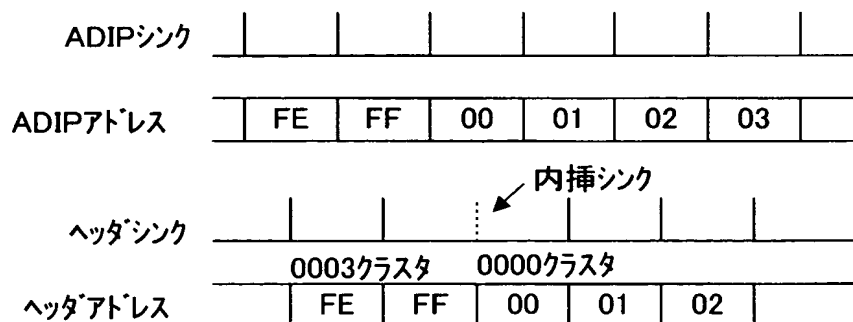 ADIPシンク
ADIPアドレス FE FF 00 01 02 03
内挿シンク
ヘッダシンク
0003クラスタ 0000クラスタ
ヘッダアドレス FE FF 00 01 02